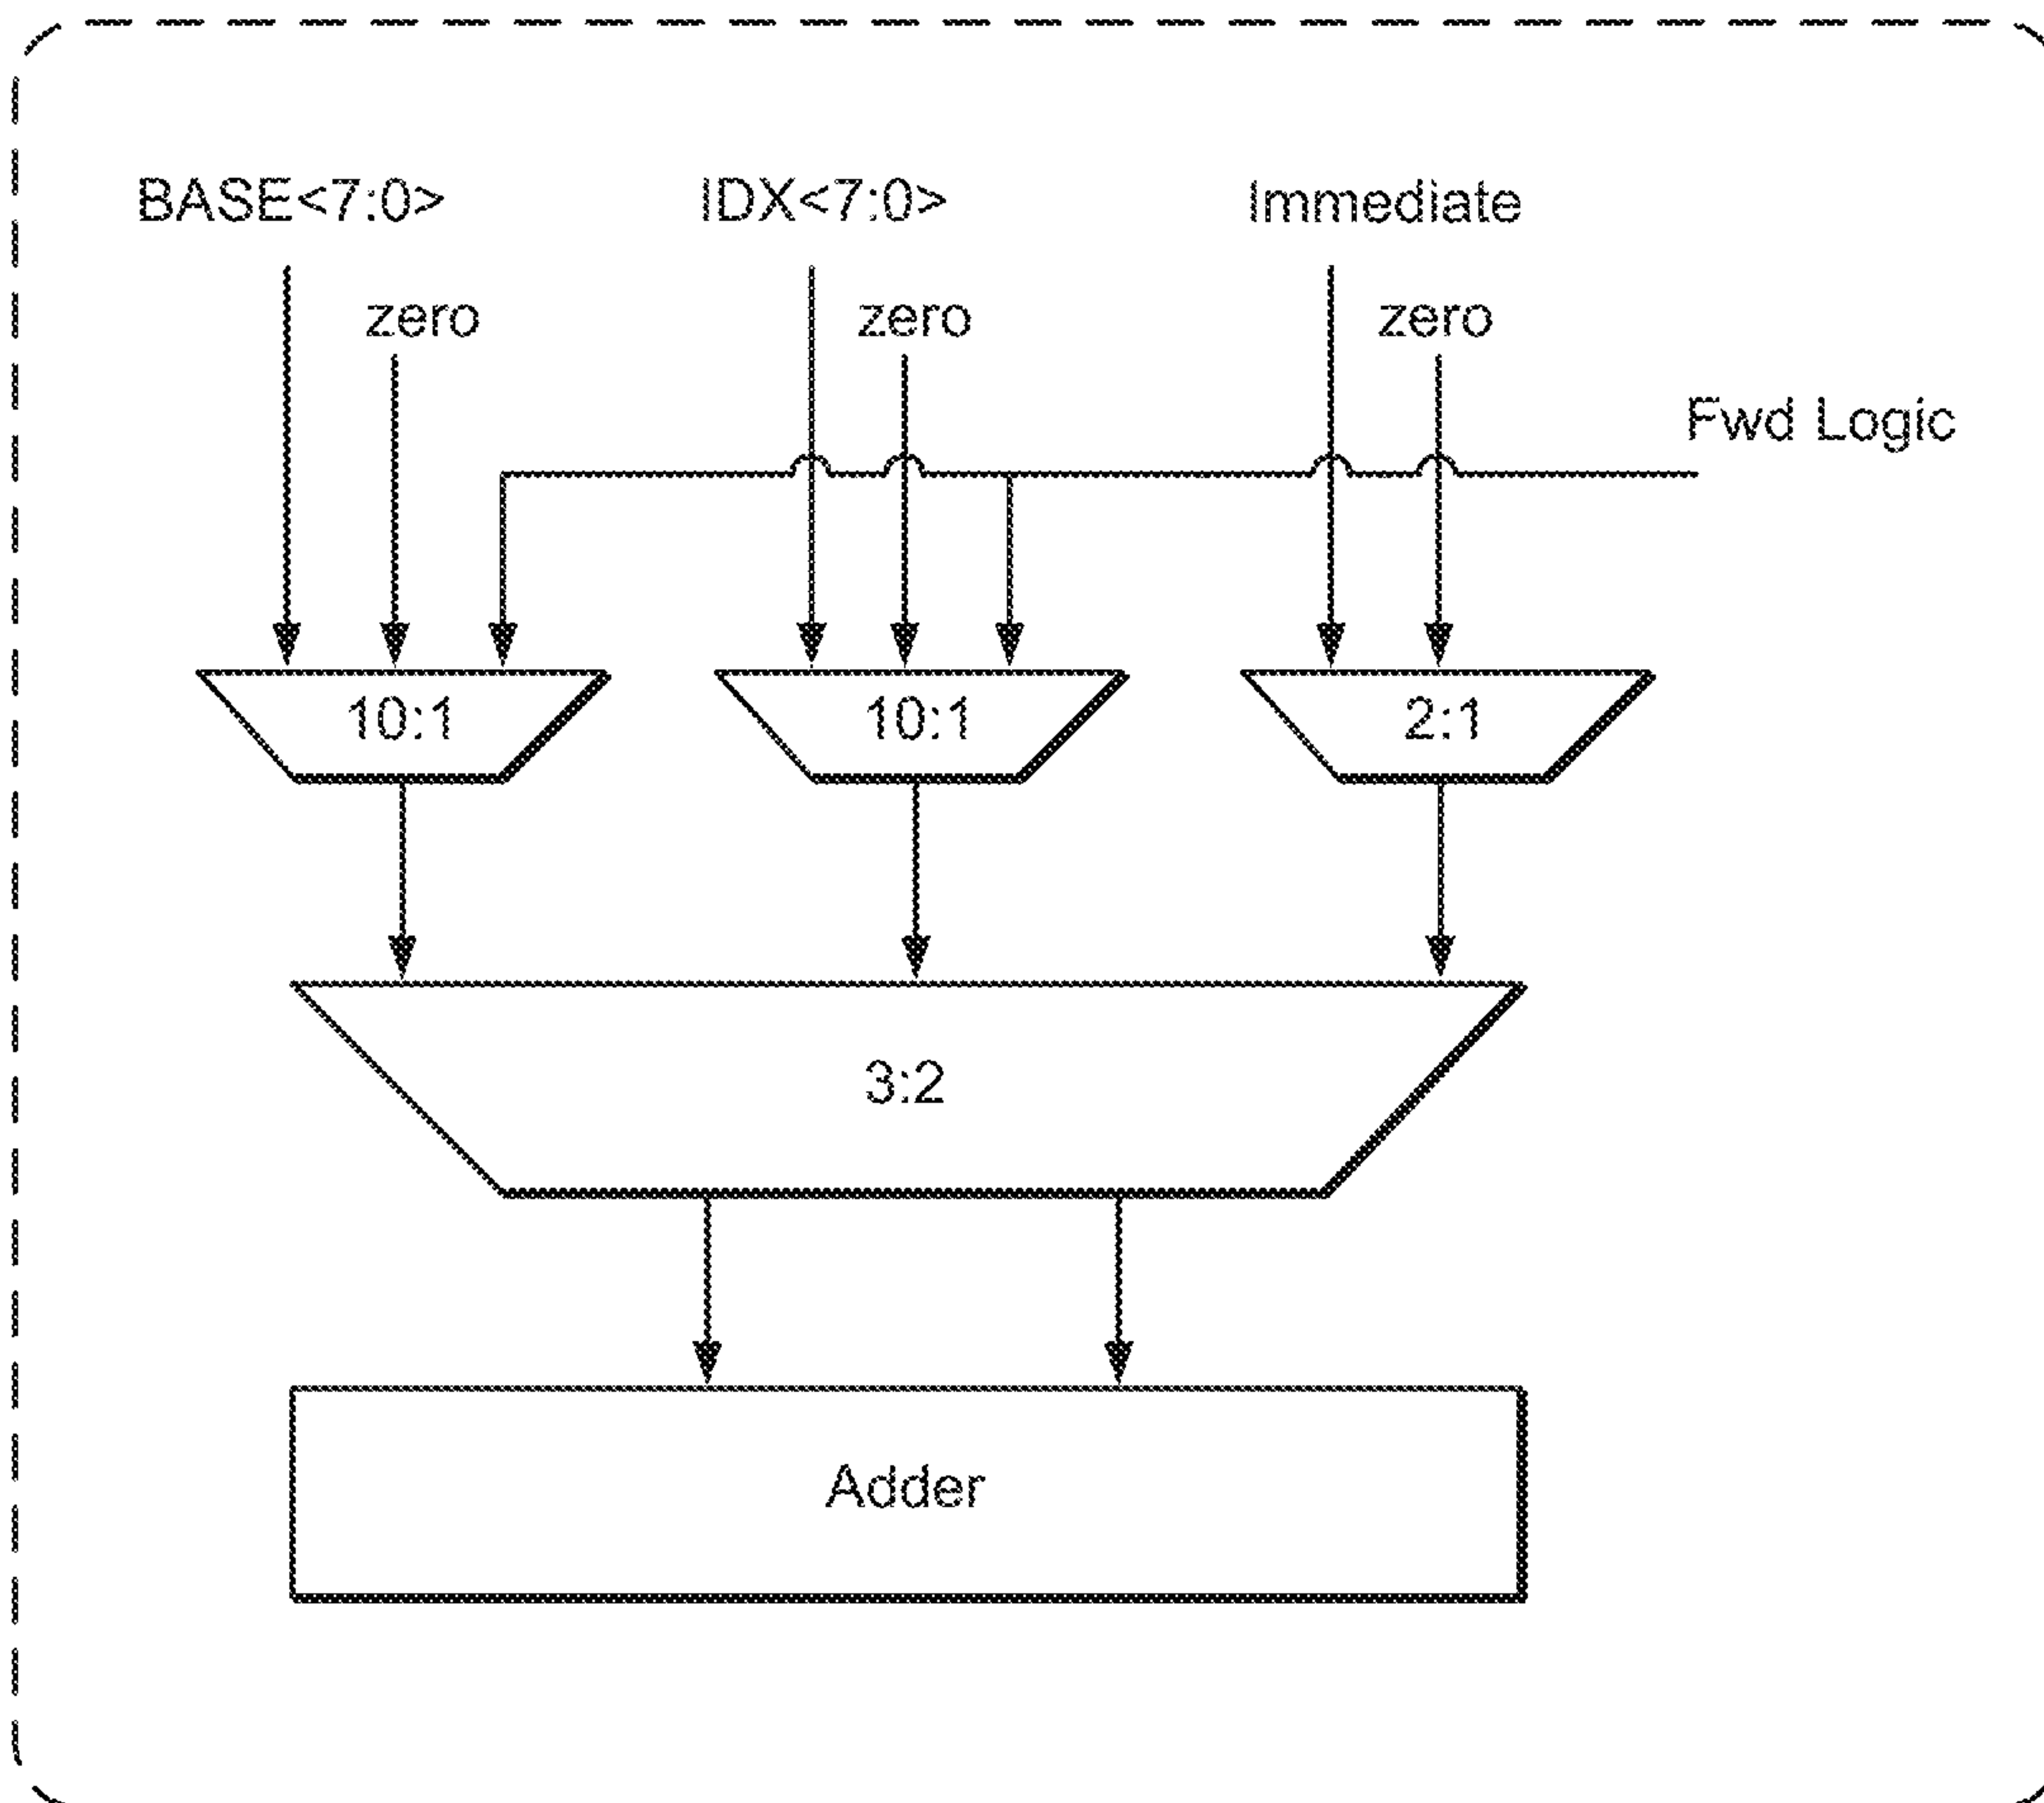 BASE<7:0> IDX<7:0> Immediate
zero zero zero
Fwd Logic
10:1 10:1 2:1
3:2
Adder